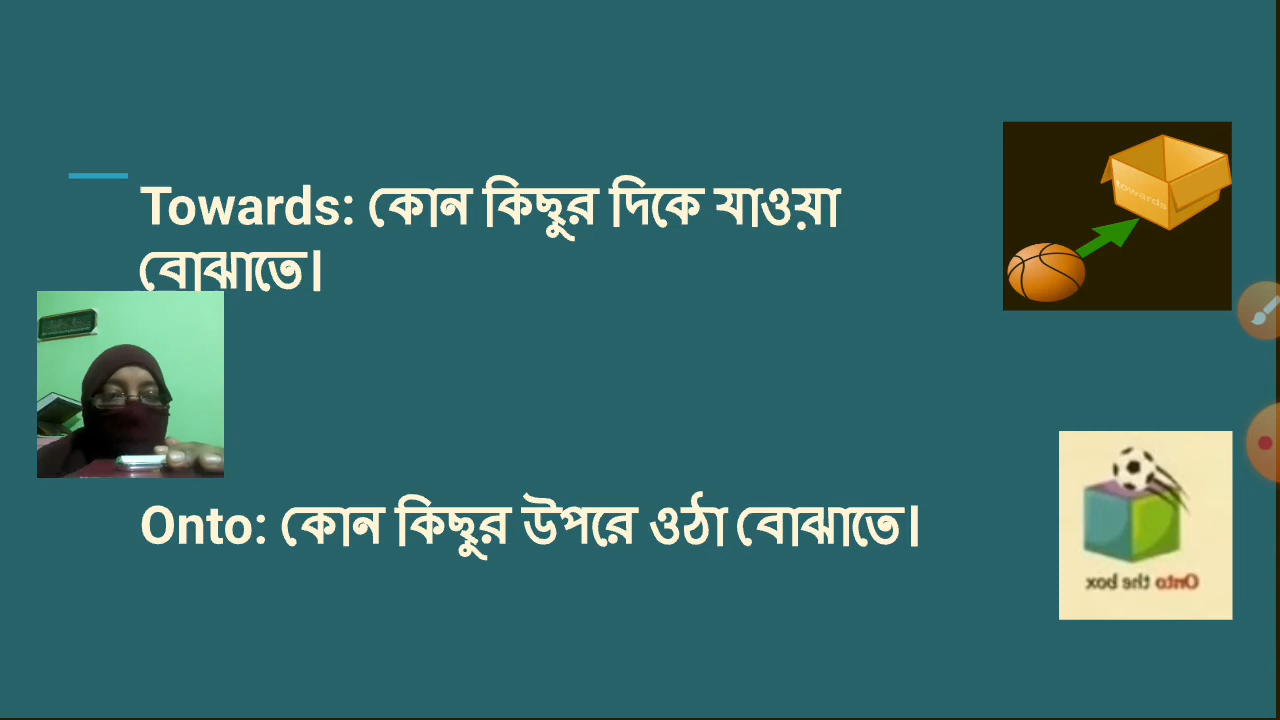 Towards: কোন কিছুর দিকে যাওয়া
বোঝাতে।
towards
Onto: কোন কিছুর উপরে ওঠা বোঝাতে।
Onto the box